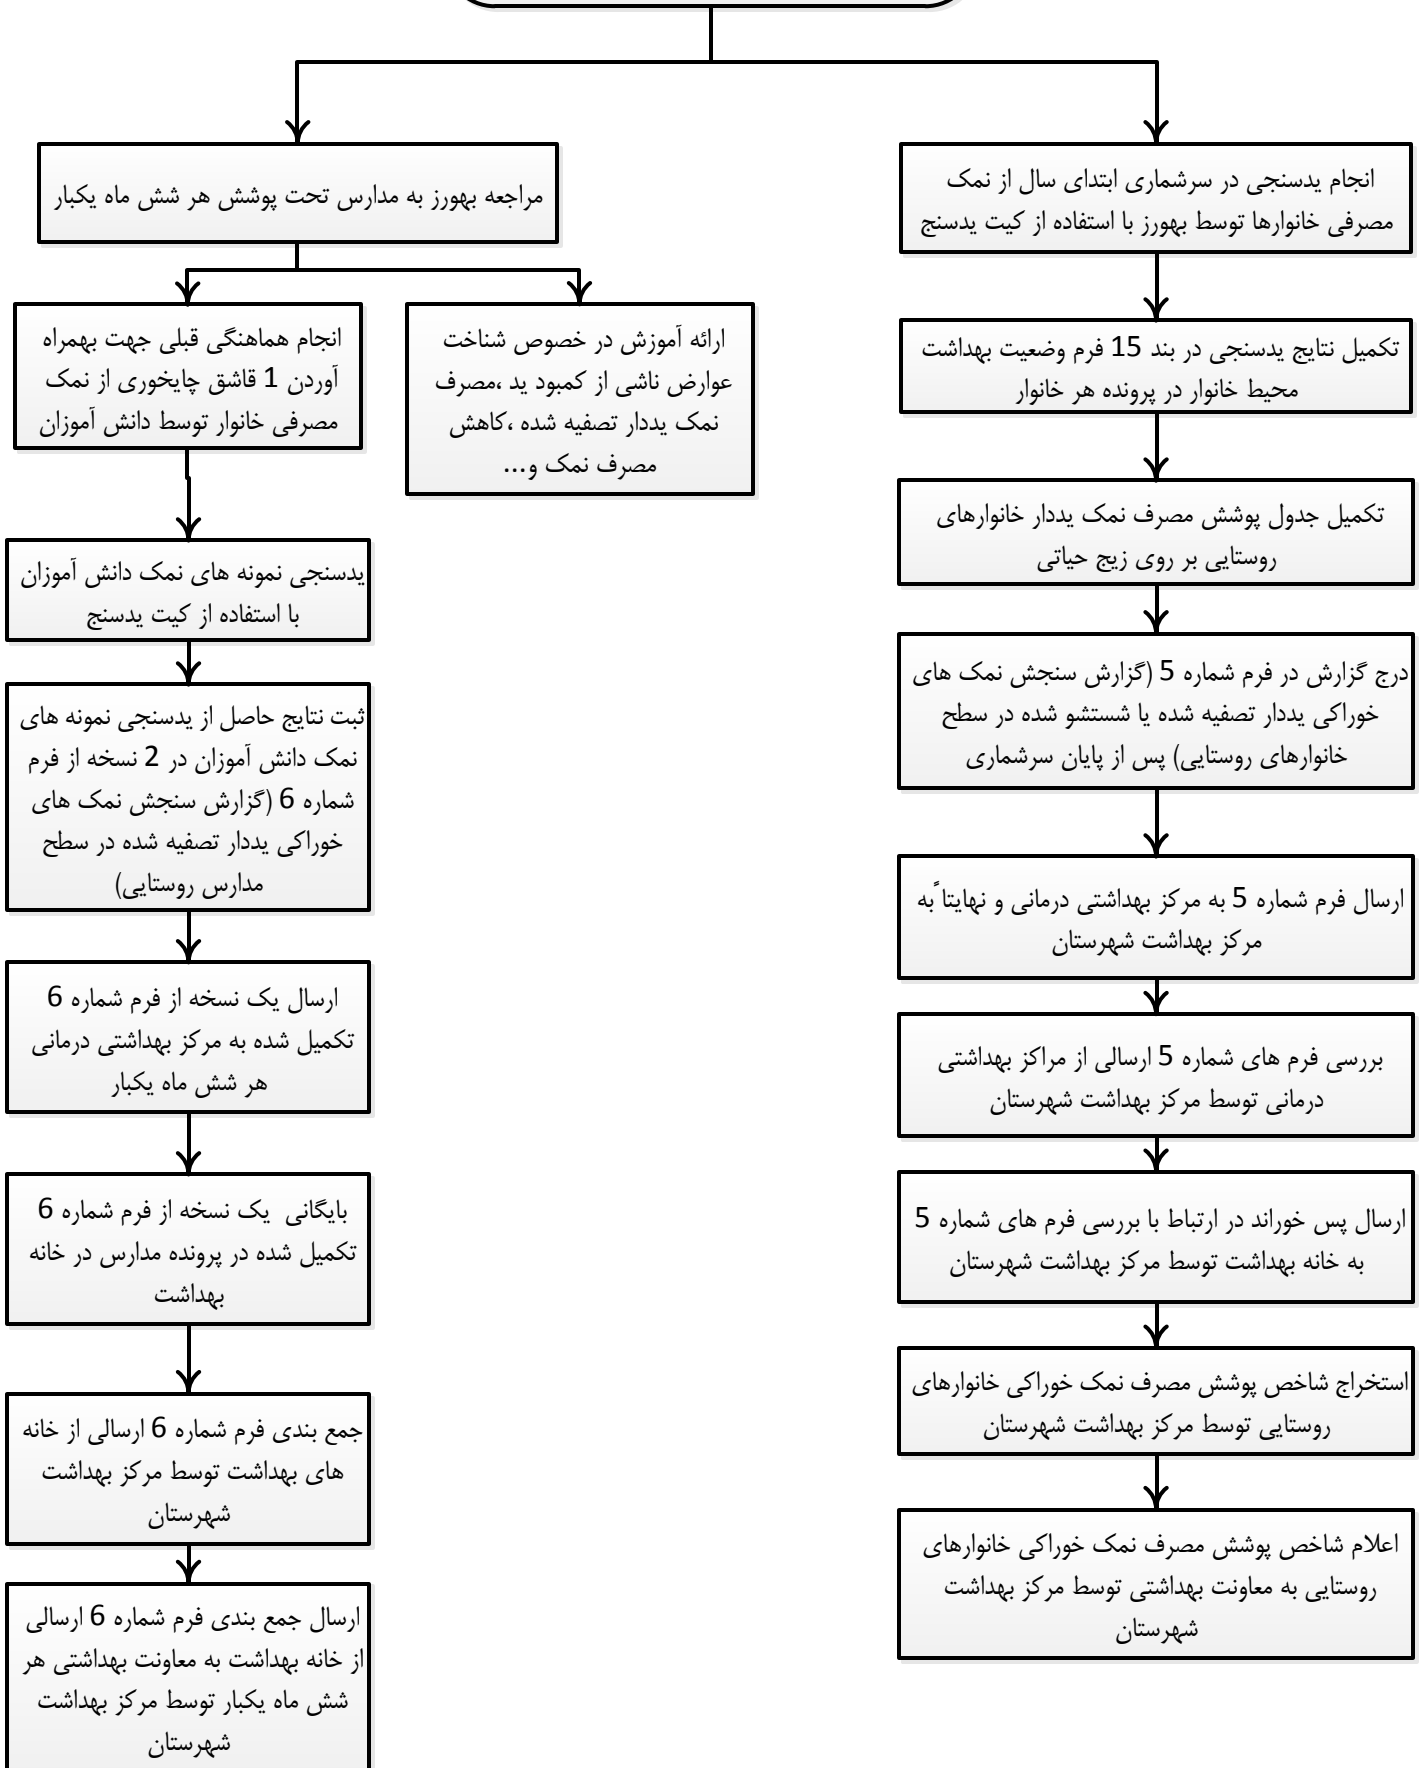 انجام یدسنجی در سرشماری ابتدای سال از نمک
مصرفی خانوارها توسط بهورز با استفاده از کیت یدسنج
تکمیل نتایج یدسنجی در بند 15 فرم وضعیت بهداشت
محیط خانوار در پرونده هر خانوار
تکمیل جدول پوشش مصرف نمک یددار خانوارهای
روستایی بر روی زیج حیاتی
درج گزارش در فرم شماره 5 (گزارش سنجش نمک های
خوراکی یددار تصفیه شده یا شستشو شده در سطح
خانوارهای روستایی) پس از پایان سرشماری
ارسال فرم شماره 5 به مرکز بهداشتی درمانی و نهایتاً به
مرکز بهداشت شهرستان
بررسی فرم های شماره 5 ارسالی از مراکز بهداشتی
درمانی توسط مرکز بهداشت شهرستان
ارسال پس خوراند در ارتباط با بررسی فرم های شماره 5
به خانه بهداشت توسط مرکز بهداشت شهرستان
استخراج شاخص پوشش مصرف نمک خوراکی خانوارهای
روستایی توسط مرکز بهداشت شهرستان
اعلام شاخص پوشش مصرف نمک خوراکی خانوارهای
روستایی به معاونت بهداشتی توسط مرکز بهداشت
شهرستان
مراجعه بهورز به مدارس تحت پوشش هر شش ماه یکبار
ارائه آموزش در خصوص شناخت
عوارض ناشی از کمبود ید ،مصرف
نمک یددار تصفیه شده ،کاهش
مصرف نمک و...
انجام هماهنگی قبلی جهت بهمراه
آوردن 1 قاشق چایخوری از نمک
مصرفی خانوار توسط دانش آموزان
یدسنجی نمونه های نمک دانش آموزان
با استفاده از کیت یدسنج
ثبت نتایج حاصل از یدسنجی نمونه های
نمک دانش آموزان در 2 نسخه از فرم
شماره 6 (گزارش سنجش نمک های
خوراکی یددار تصفیه شده در سطح
مدارس روستایی)
ارسال یک نسخه از فرم شماره 6
تکمیل شده به مرکز بهداشتی درمانی
هر شش ماه یکبار
بایگانی یک نسخه از فرم شماره 6
تکمیل شده در پرونده مدارس در خانه
بهداشت
جمع بندی فرم شماره 6 ارسالی از خانه
های بهداشت توسط مرکز بهداشت
شهرستان
ارسال جمع بندی فرم شماره 6 ارسالی
از خانه بهداشت به معاونت بهداشتی هر
شش ماه یکبار توسط مرکز بهداشت
شهرستان